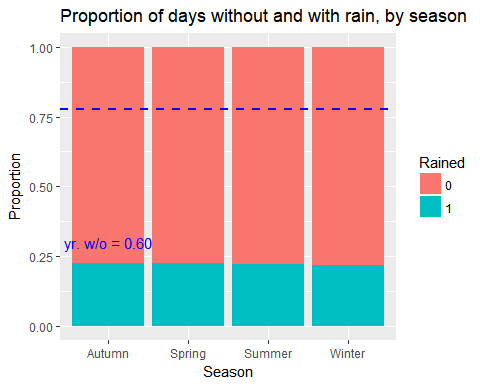 Proportion of days without and with rain, by season
1.00
0.75
0.50
0.25
0.00
Proportion
yr. w/o = 0.60
Autumn Spring Summer Winter
Season
Rained
0
1